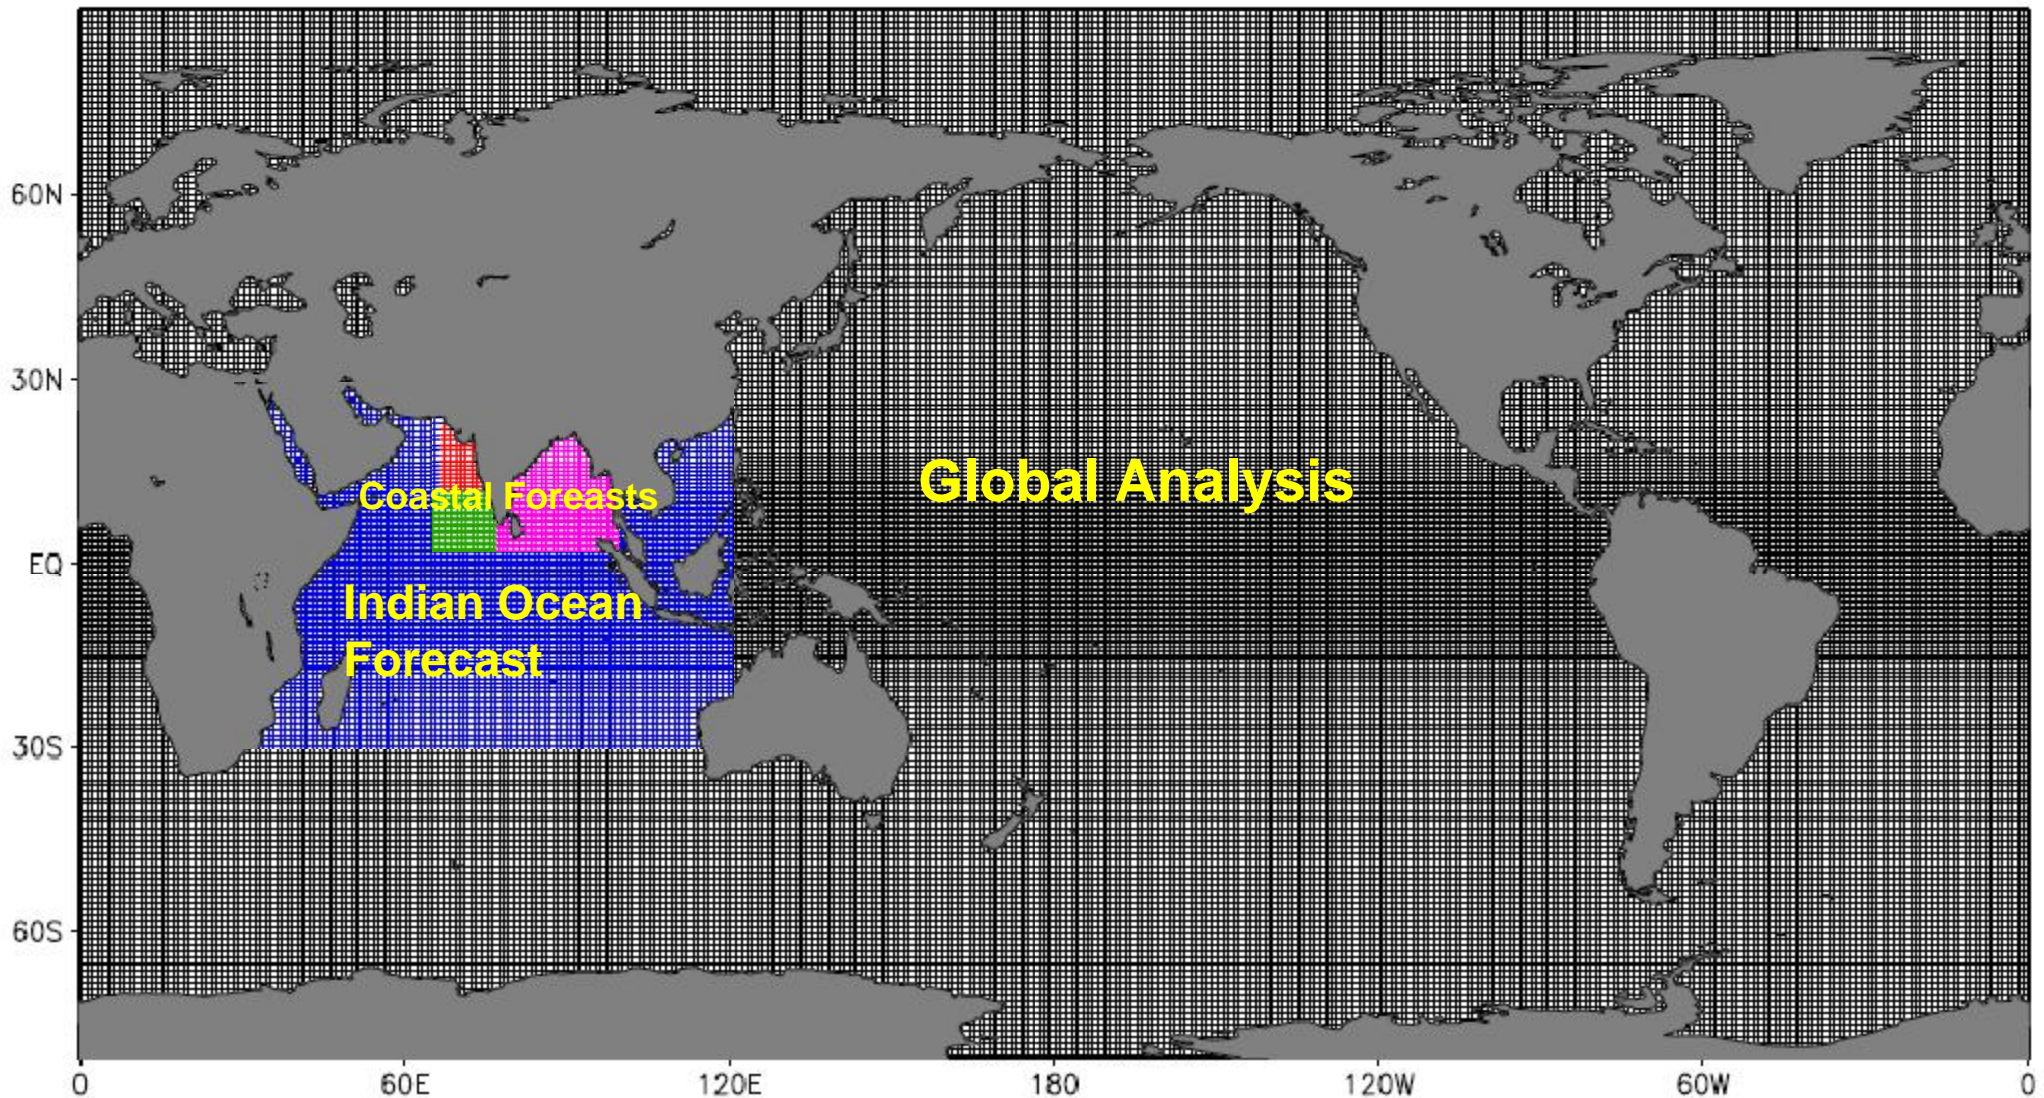 60N
30N
Global Analysis
Coastal Foreasts
EQ
Indian Ocean
Forecast
30S
60S
0 60E 120E 180 120W 60W 0